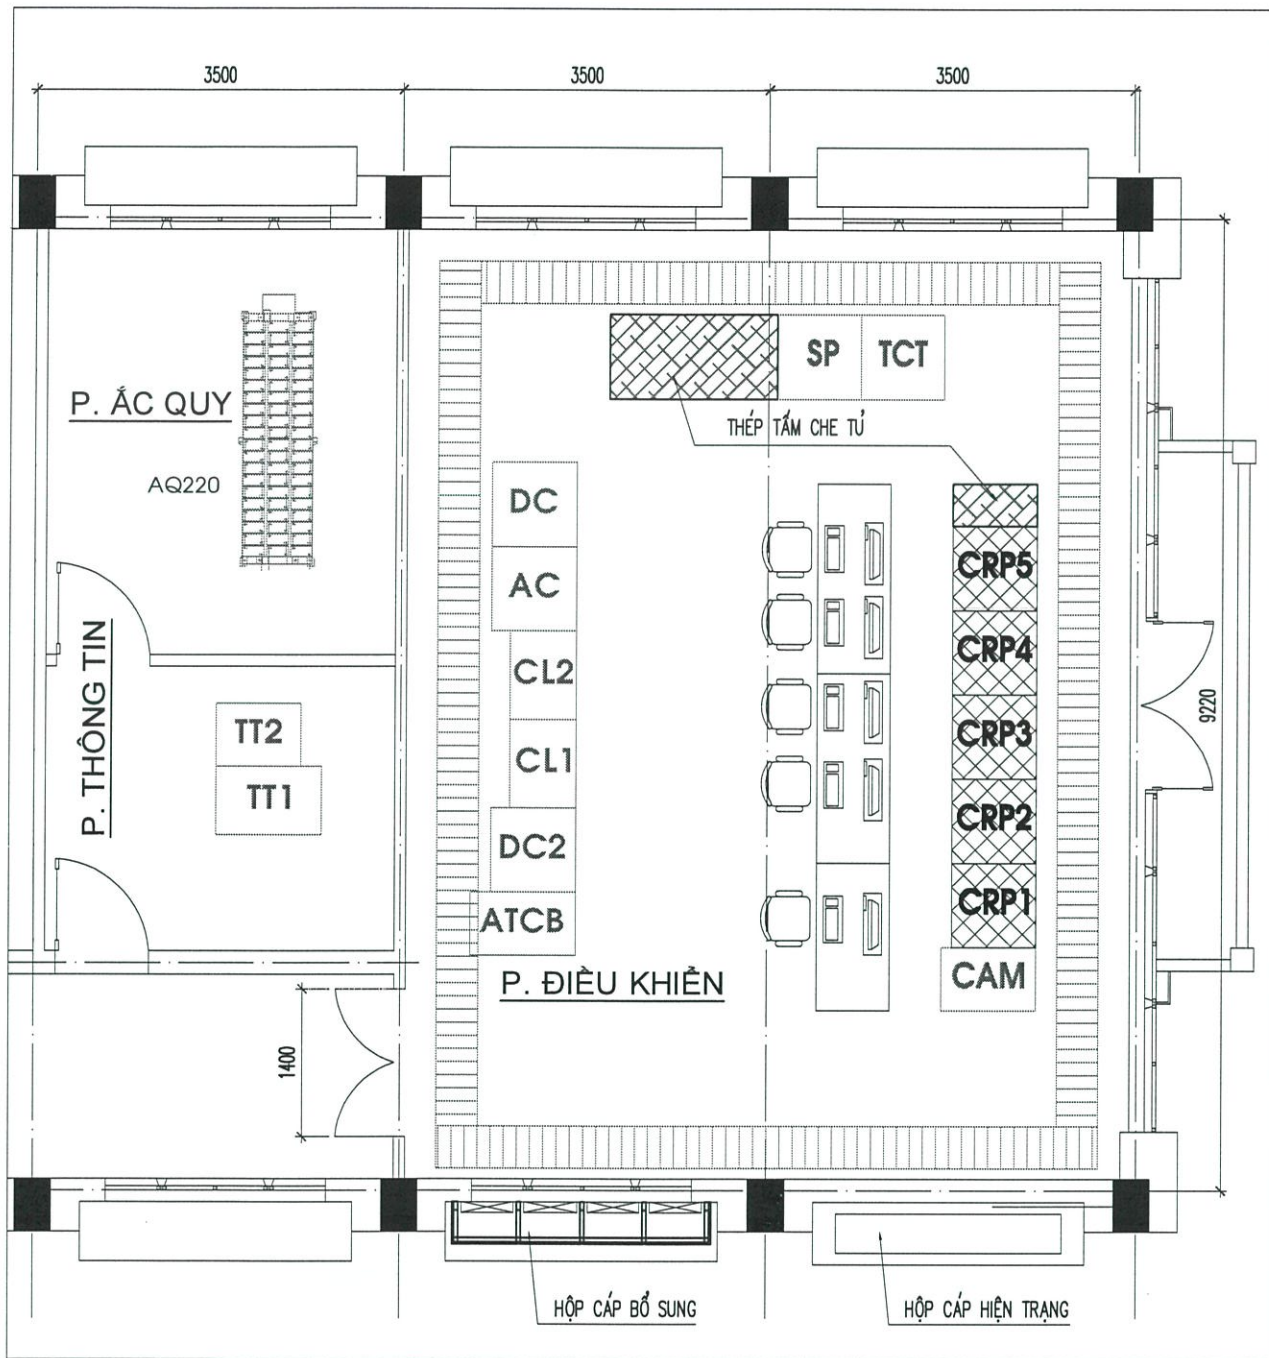 3500
3500
3500
SP
TCT
P. ẮC QUY
THÉP TẤM CHE TỦ
AQ220
DC
AC
CL2
CL1
DC2
ATCB
CRP5
CRP4
CRP3
CRP2
CRP1
CAM
P. THÔNG TIN
TT2
TT1
9220
P. ĐIỀU KHIỂN
1400
HỘP CÁP BỔ SUNG
HỘP CÁP HIỆN TRẠNG